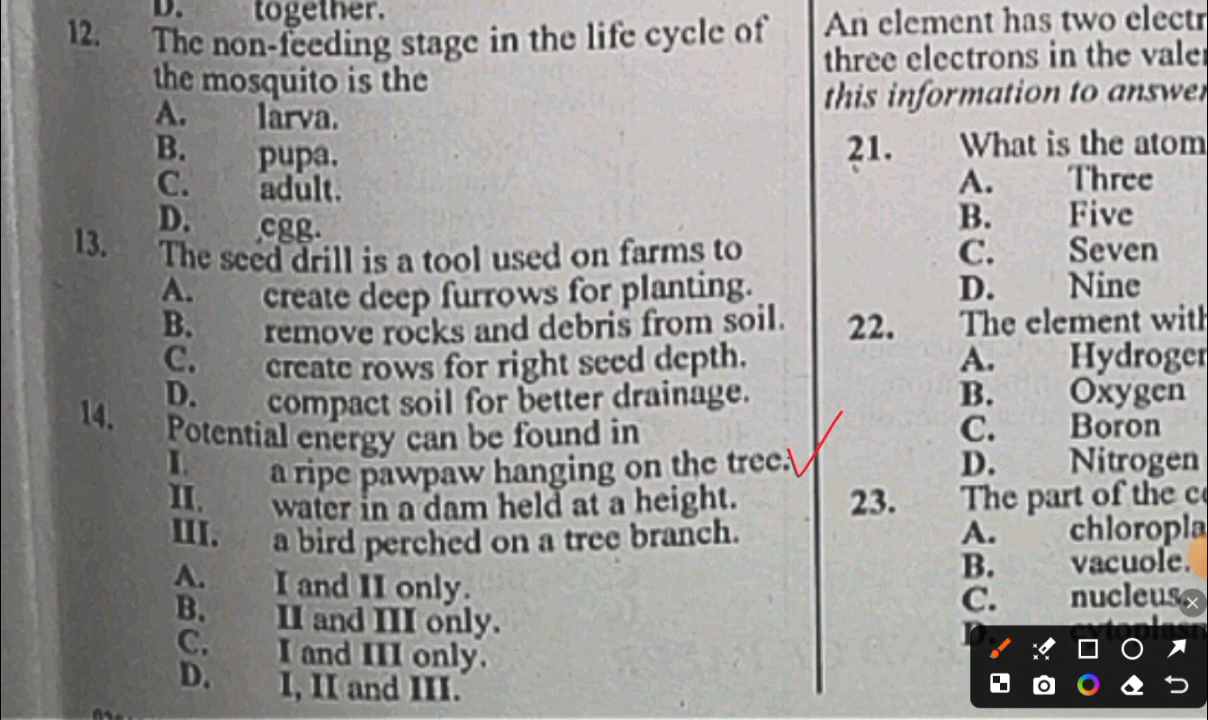 D. together.
12. The non-feeding stage in the life cycle of
the mosquito is the
A. larva.
B. pupa.
C. adult.
D. egg.
13. The seed drill is a tool used on farms to
A. create deep furrows for planting.
B. remove rocks and debris from soil.
C. create rows for right seed depth.
D. compact soil for better drainage.
14. Potential energy can be found in
I. a ripe pawpaw hanging on the tree.
II. water in a dam held at a height.
III. a bird perched on a tree branch.
A. I and II only.
B. II and III only.
C. I and III only.
D. I, II and III.
An element has two electr
three electrons in the valen
this information to answer
21. What is the atom
A. Three
B. Five
C. Seven
D. Nine
22. The element with
A. Hydrogen
B. Oxygen
C. Boron
D. Nitrogen
23. The part of the ce
A. chloropla
B. vacuole.
C. nucleus.
D. cytoplasm